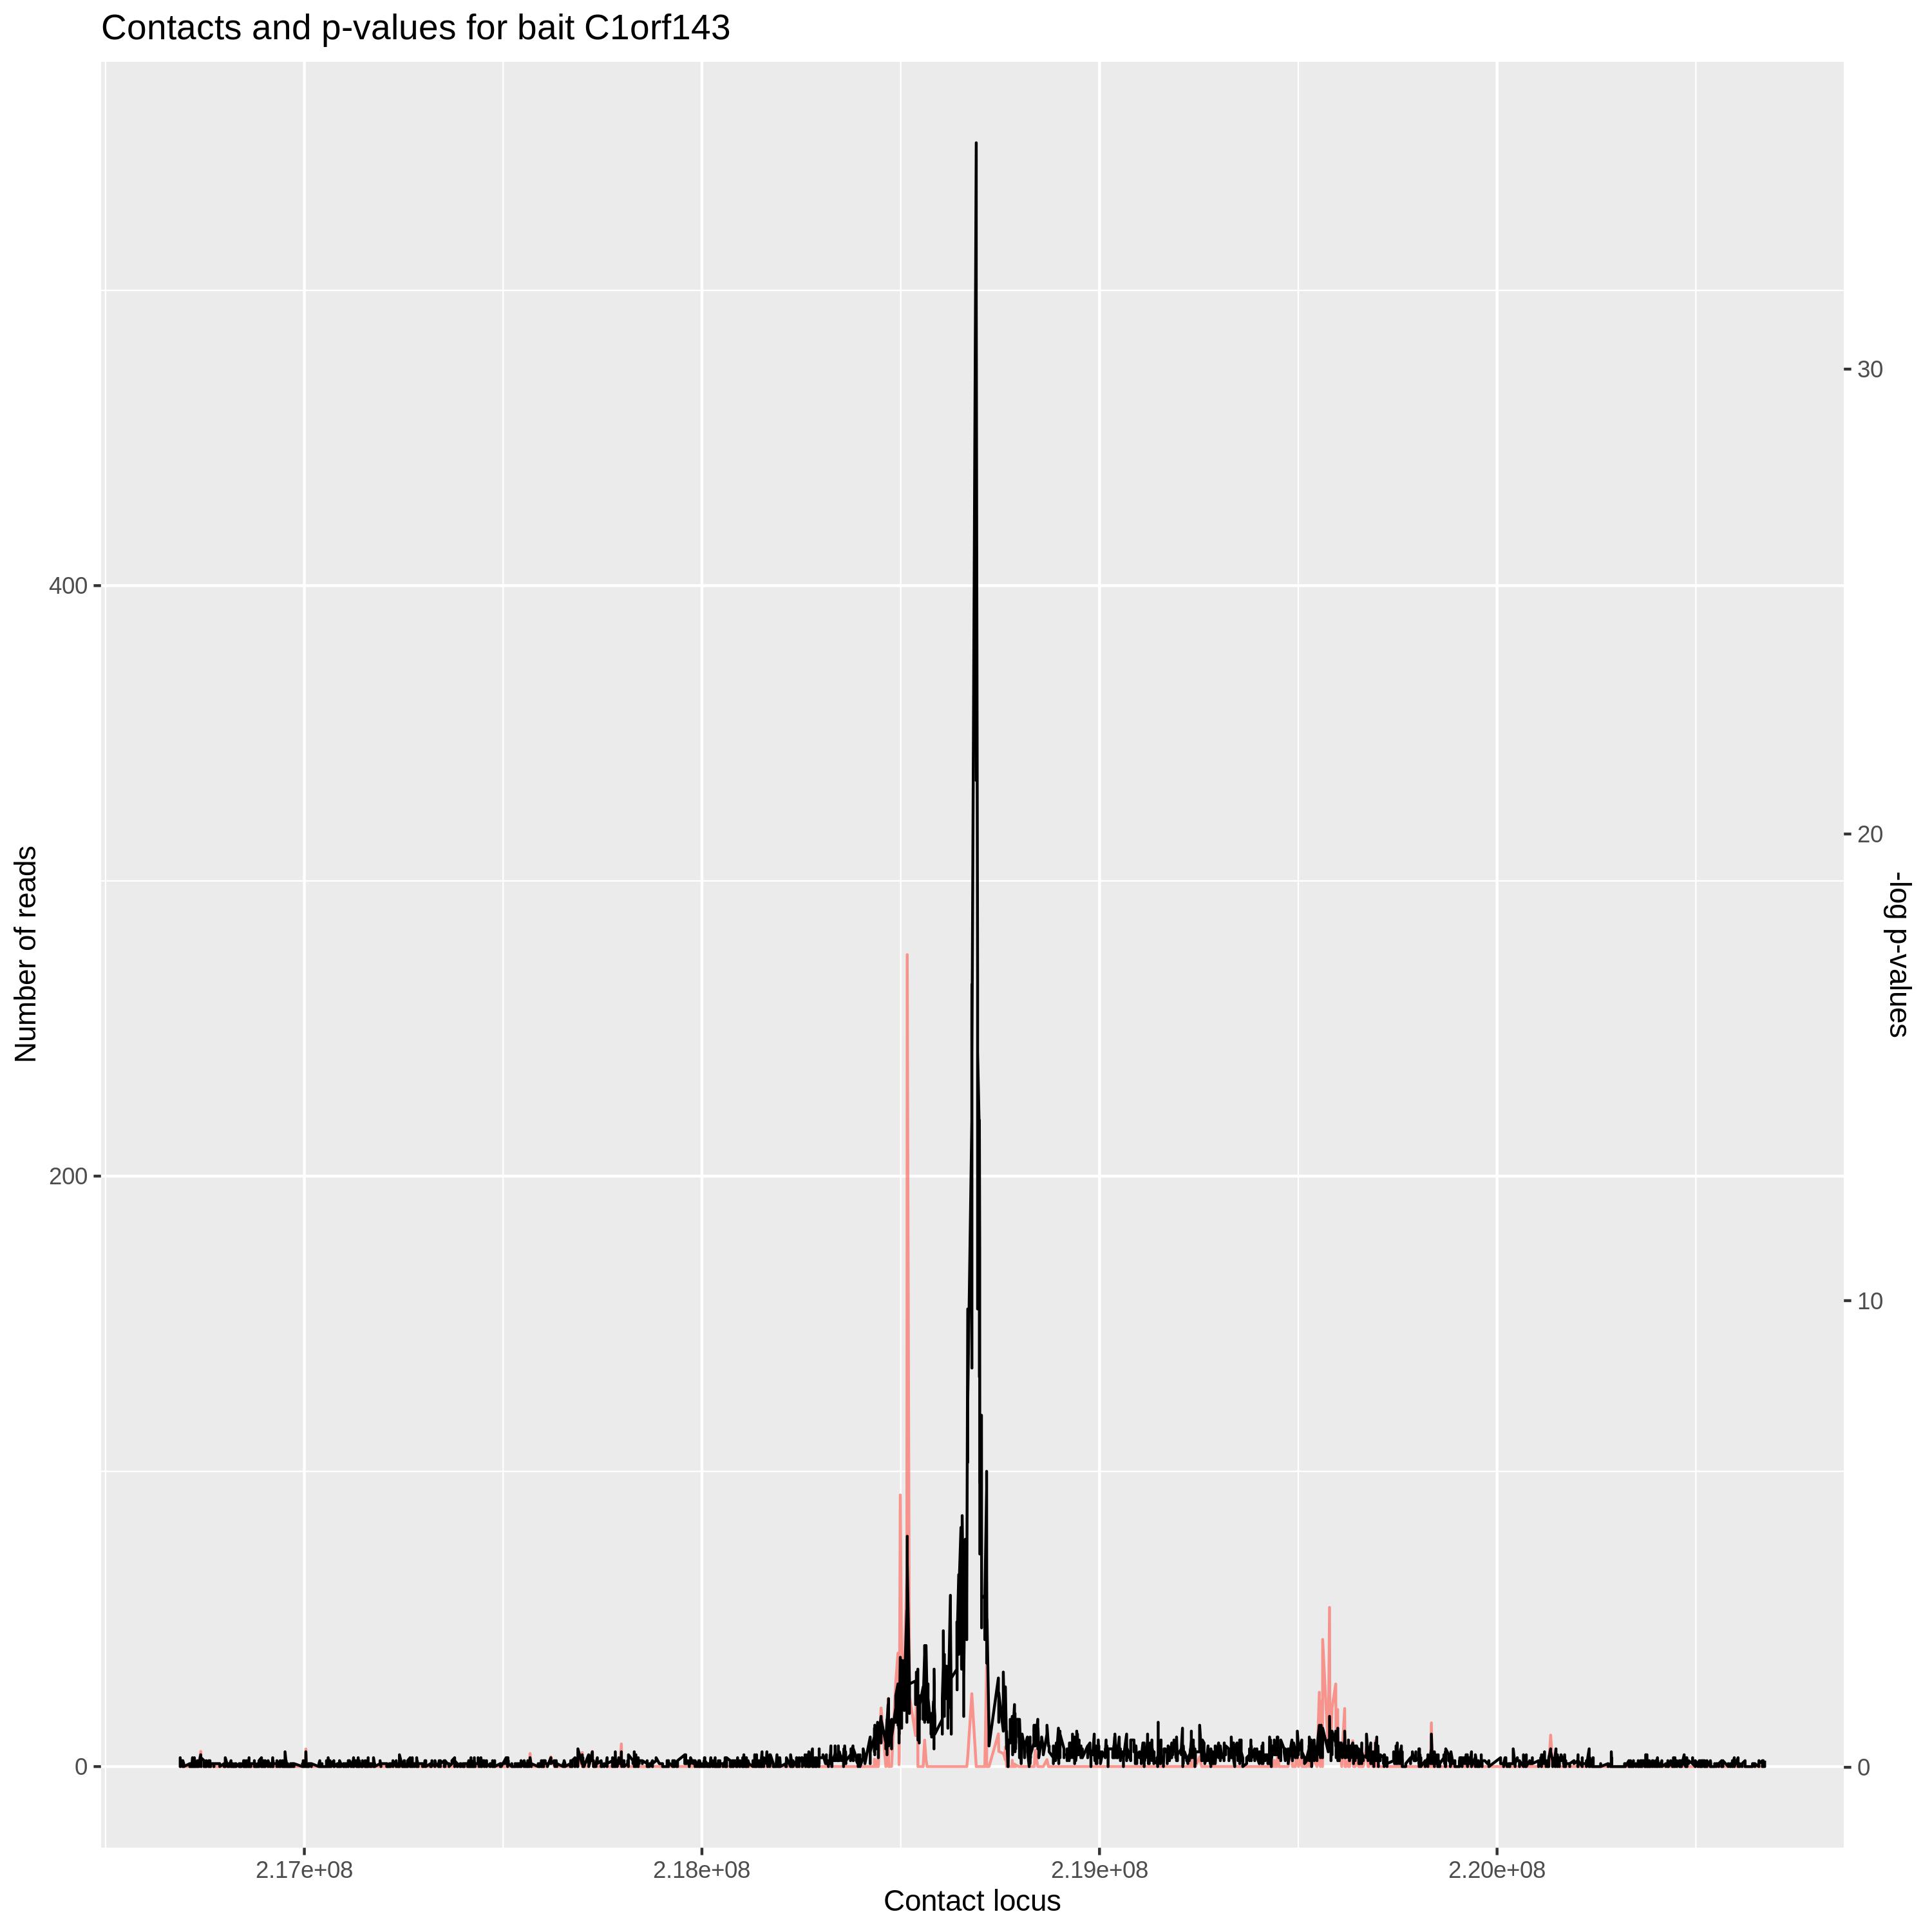 Contacts and p-values for bait C1orf143
Number of reads
400
200
0
30
20
10
0
-log p-values
2.17e+08
2.18e+08
2.19e+08
2.20e+08
Contact locus